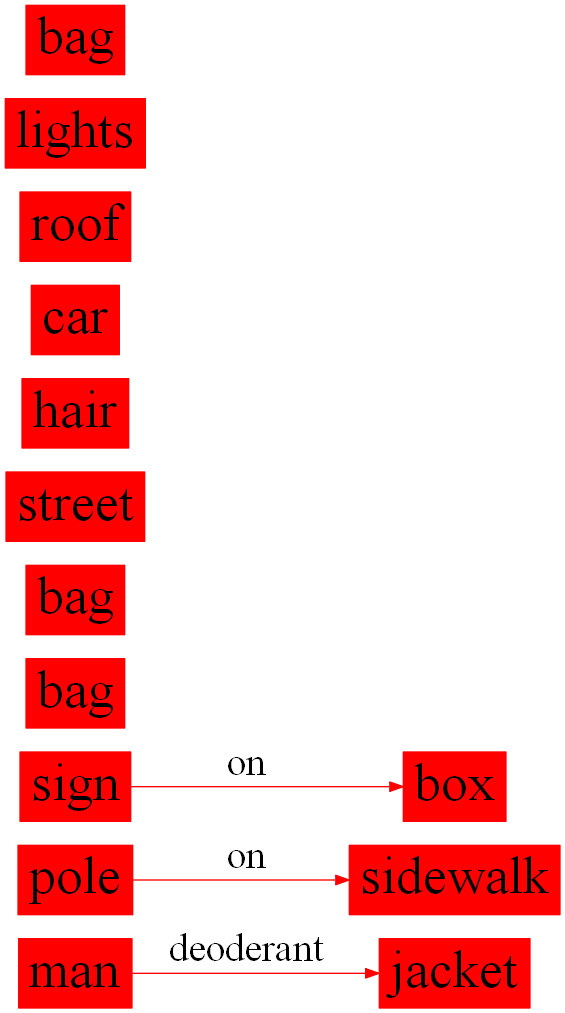 bag
lights
roof
car
hair
street
bag
bag
sign on box
pole on sidewalk
man deoderant jacket